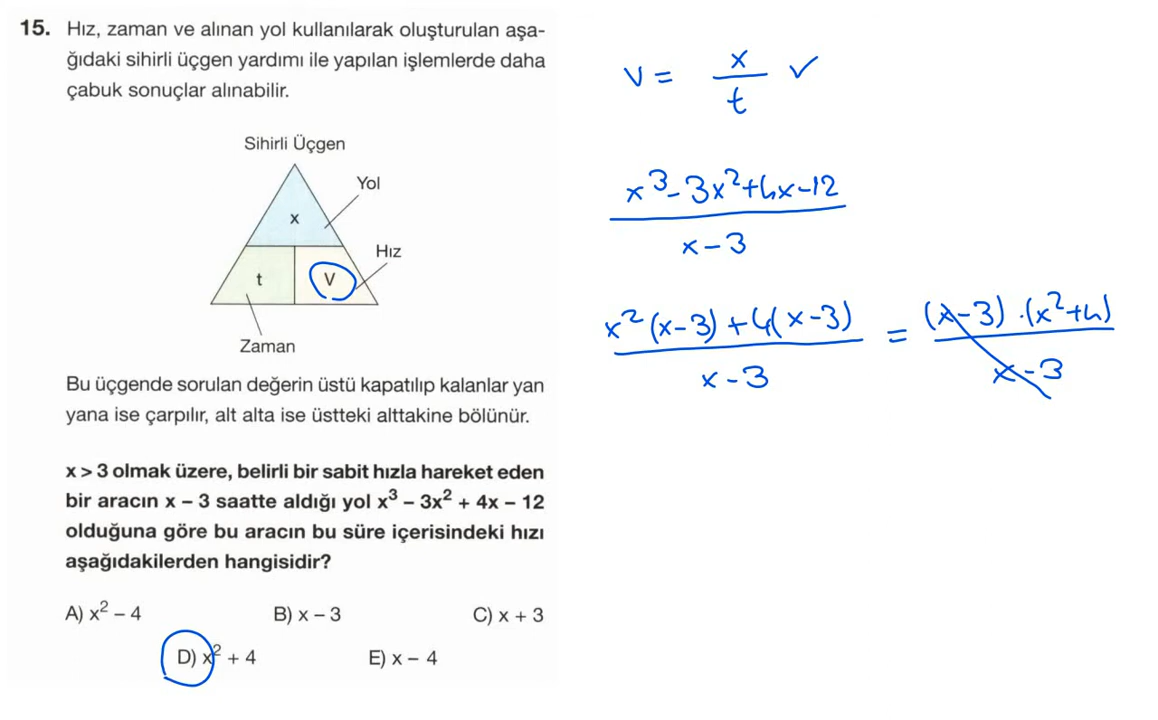 15. Hız, zaman ve alınan yol kullanılarak oluşturulan aşa-
ğıdaki sihirli üçgen yardımı ile yapılan işlemlerde daha
çabuk sonuçlar alınabilir.
Sihirli Üçgen
Yol
x
Hız
t
V
Zaman
Bu üçgende sorulan değerin üstü kapatılıp kalanlar yan
yana ise çarpılır, alt alta ise üstteki alttakine bölünür.
x > 3 olmak üzere, belirli bir sabit hızla hareket eden
bir aracın x – 3 saatte aldığı yol x³ – 3x² + 4x – 12
olduğuna göre bu aracın bu süre içerisindeki hızı
aşağıdakilerden hangisidir?
A) x² – 4 B) x – 3 C) x + 3
D) x² + 4 E) x – 4
V = x / t ✓
x³ - 3x² + 4x - 12
x - 3
x² (x - 3) + 4(x - 3) = (x - 3) · (x² + 4)
x - 3 x - 3